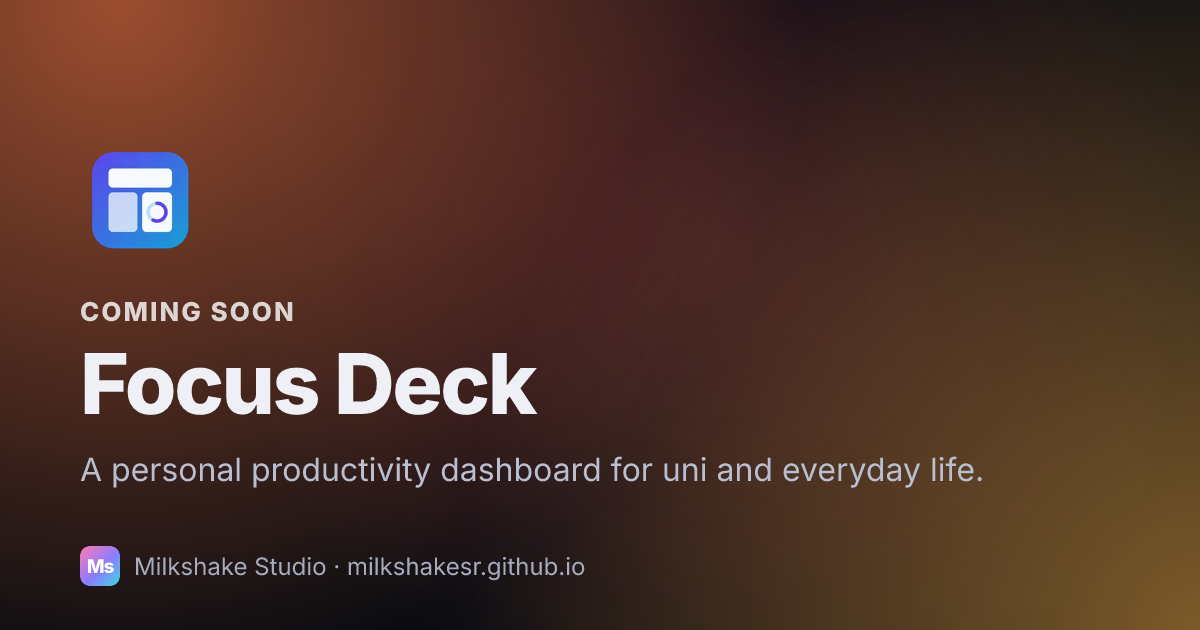 COMING SOON
Focus Deck
A personal productivity dashboard for uni and everyday life.
Ms Milkshake Studio · milkshakesr.github.io